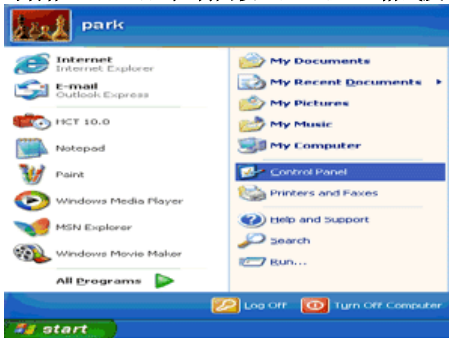 park
Internet
Internet Explorer
E-mail
Outlook Express
HCT 10.0
Notepad
Paint
Windows Media Player
MSN Explorer
Windows Movie Maker
All Programs
My Documents
My Recent Documents
My Pictures
My Music
My Computer
Control Panel
Printers and Faxes
Help and Support
Search
Run...
Log Off
Turn Off Computer
start